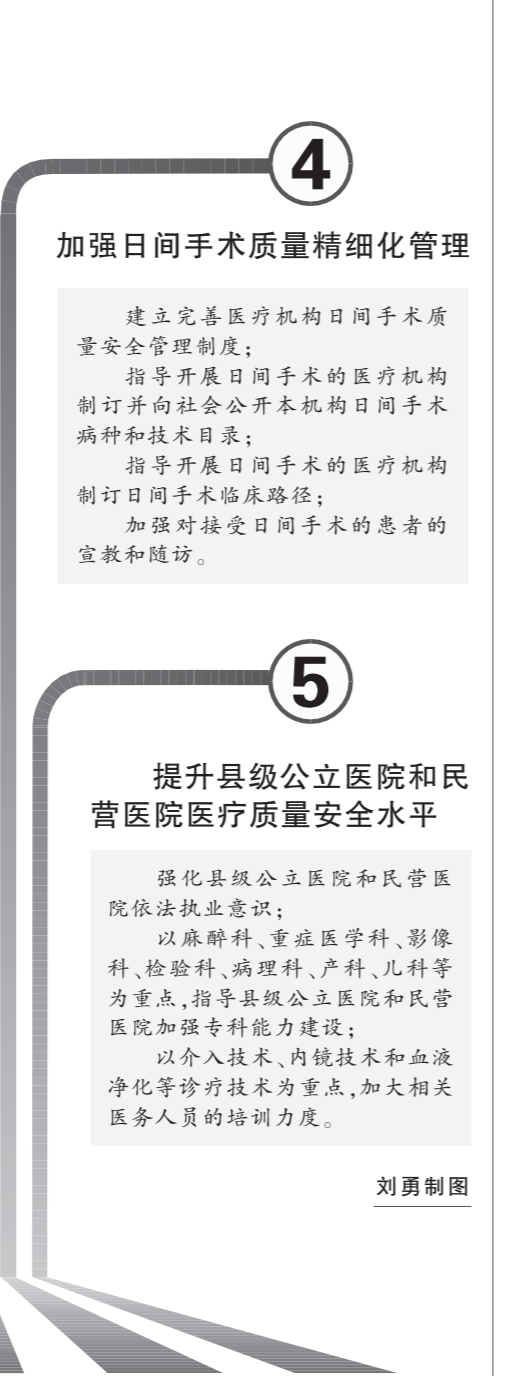 4
加强日间手术质量精细化管理
建立完善医疗机构日间手术质
量安全管理制度；
指导开展日间手术的医疗机构
制订并向社会公开本机构日间手术
病种和技术目录；
指导开展日间手术的医疗机构
制订日间手术临床路径；
加强对接受日间手术的患者的
宣教和随访。
5
提升县级公立医院和民
营医院医疗质量安全水平
强化县级公立医院和民营医
院依法执业意识；
以麻醉科、重症医学科、影像
科、检验科、病理科、产科、儿科等
为重点，指导县级公立医院和民营
医院加强专科能力建设；
以介入技术、内镜技术和血液
净化等诊疗技术为重点，加大相关
医务人员的培训力度。
刘勇制图